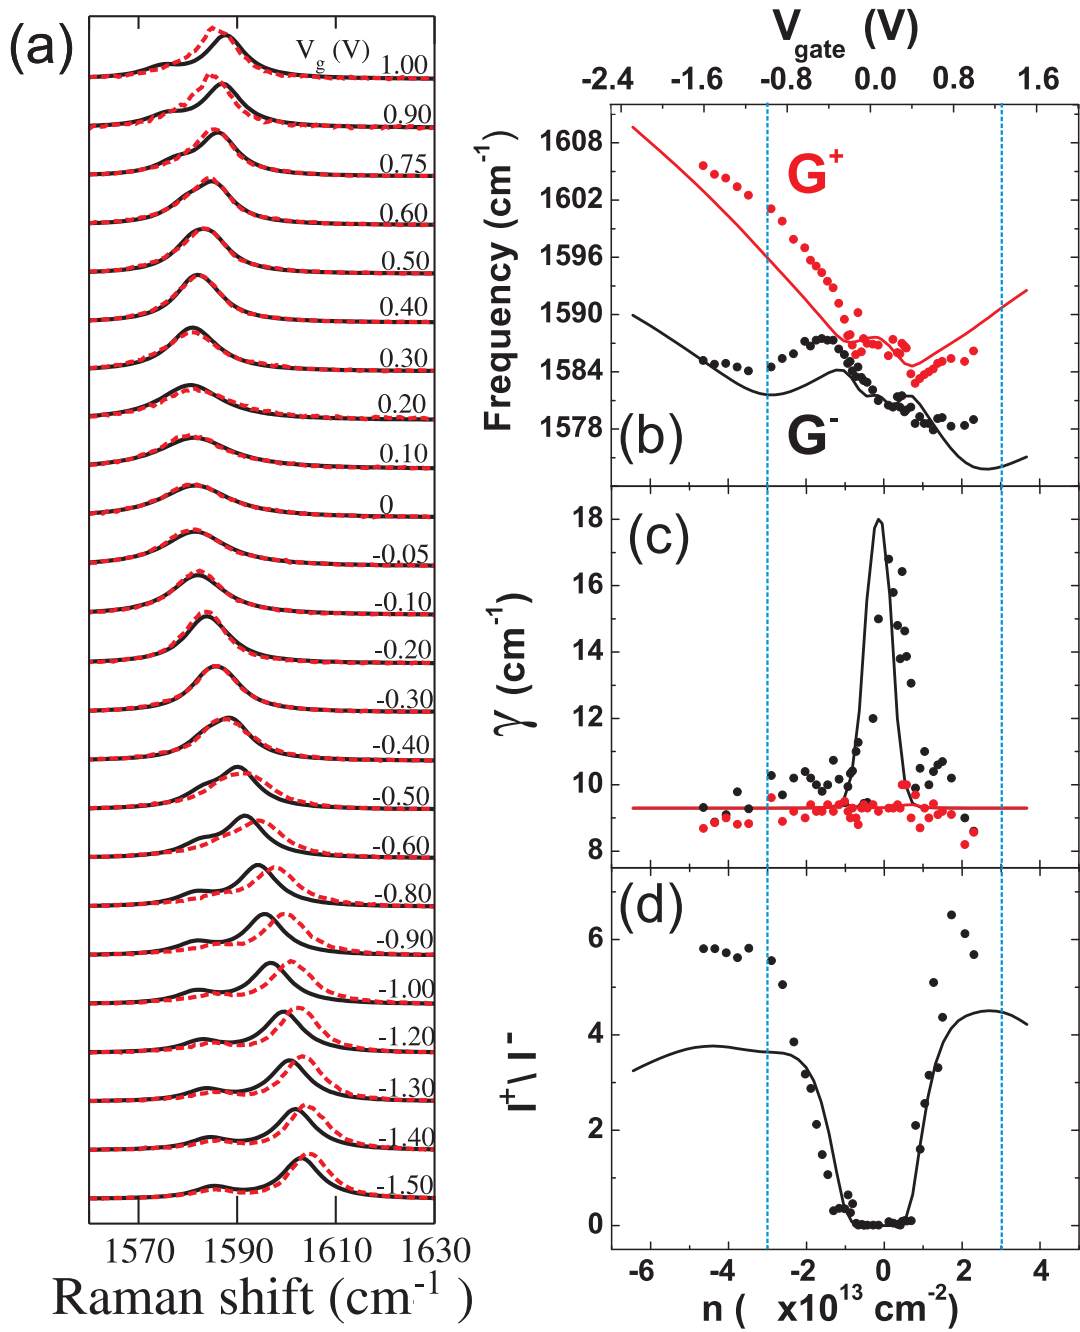 (a)
V_g (V)
1.00
0.90
0.75
0.60
0.50
0.40
0.30
0.20
0.10
0
-0.05
-0.10
-0.20
-0.30
-0.40
-0.50
-0.60
-0.80
-0.90
-1.00
-1.20
-1.30
-1.40
-1.50
1570 1590 1610 1630
Raman shift (cm⁻¹)
V_gate (V)
-2.4 -1.6 -0.8 0.0 0.8 1.6
1608
1602
1596
1590
1584
1578
Frequency (cm⁻¹)
G⁺
G⁻
(b)
18
16
14
12
10
8
γ (cm⁻¹)
(c)
6
4
2
0
I⁺\ I⁻
(d)
-6 -4 -2 0 2 4
n ( x10¹³ cm⁻²)